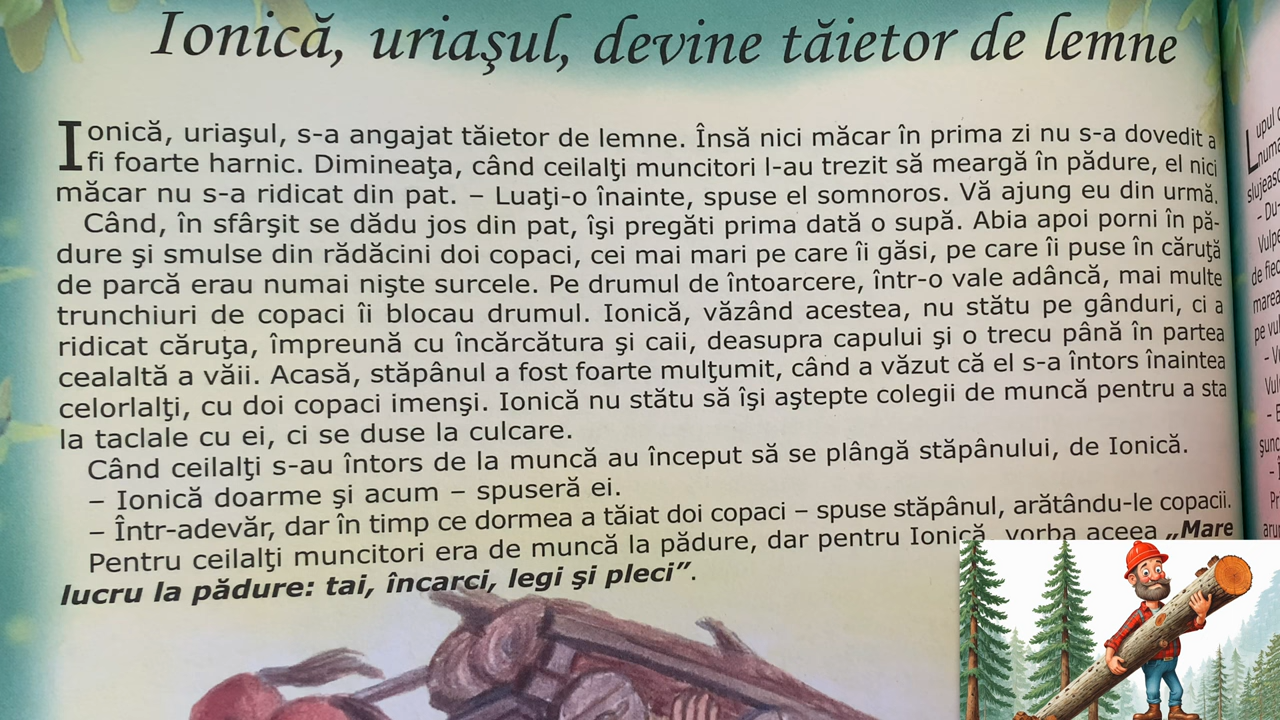 Ionică, uriaşul, devine tăietor de lemne
Ionică, uriaşul, s-a angajat tăietor de lemne. Însă nici măcar în prima zi nu s-a dovedit a
fi foarte harnic. Dimineaţa, când ceilalţi muncitori l-au trezit să meargă în pădure, el nici
măcar nu s-a ridicat din pat. – Luaţi-o înainte, spuse el somnoros. Vă ajung eu din urmă.
Când, în sfârşit se dădu jos din pat, îşi pregăti prima dată o supă. Abia apoi porni în pă-
dure şi smulse din rădăcini doi copaci, cei mai mari pe care îi găsi, pe care îi puse în căruţă
de parcă erau numai nişte surcele. Pe drumul de întoarcere, într-o vale adâncă, mai multe
trunchiuri de copaci îi blocau drumul. Ionică, văzând acestea, nu stătu pe gânduri, ci a
ridicat căruţa, împreună cu încărcătura şi caii, deasupra capului şi o trecu până în partea
cealaltă a văii. Acasă, stăpânul a fost foarte mulţumit, când a văzut că el s-a întors înaintea
celorlalţi, cu doi copaci imenşi. Ionică nu stătu să îşi aştepte colegii de muncă pentru a sta
la taclale cu ei, ci se duse la culcare.
Când ceilalţi s-au întors de la muncă au început să se plângă stăpânului, de Ionică.
– Ionică doarme şi acum – spuseră ei.
– Într-adevăr, dar în timp ce dormea a tăiat doi copaci – spuse stăpânul, arătându-le copacii.
Pentru ceilalţi muncitori era de muncă la pădure, dar pentru Ionică, vorba aceea „Mare
lucru la pădure: tai, încarci, legi şi pleci”.